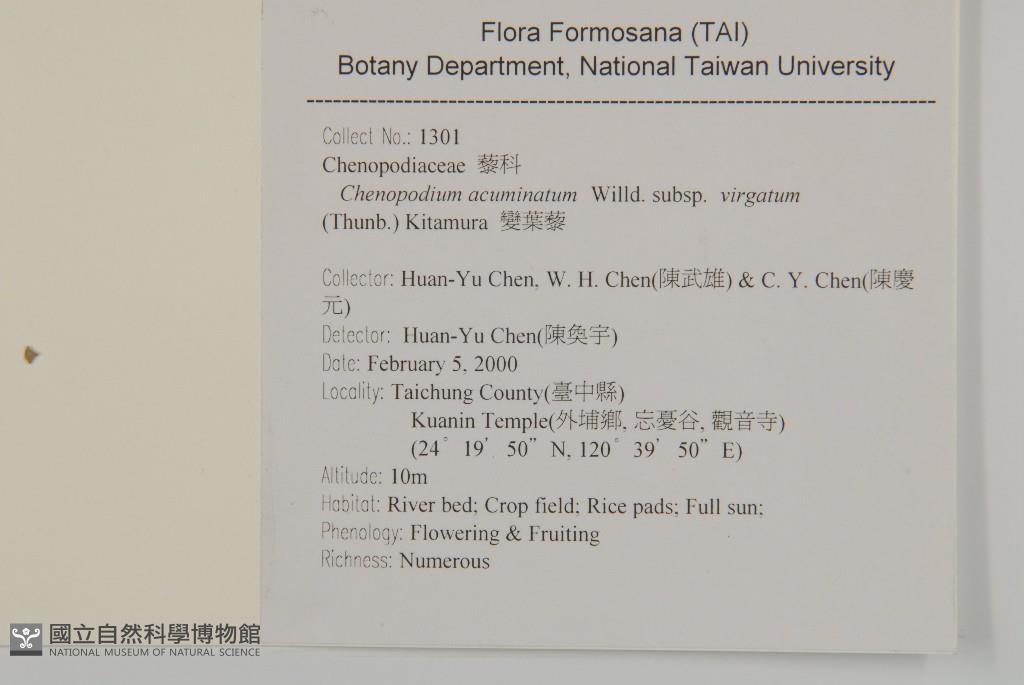 Flora Formosana (TAI)
Botany Department, National Taiwan University
Collect No.: 1301
Chenopodiaceae 藜科
Chenopodium acuminatum Willd. subsp. virgatum
(Thunb.) Kitamura 變葉藜
Collector: Huan-Yu Chen, W. H. Chen(陳武雄) & C. Y. Chen(陳慶
元)
Detector: Huan-Yu Chen(陳奐宇)
Date: February 5, 2000
Locality: Taichung County(臺中縣)
Kuanin Temple(外埔鄉, 忘憂谷, 觀音寺)
(24° 19’ 50” N, 120° 39’ 50” E)
Altitude: 10m
Habitat: River bed; Crop field; Rice pads; Full sun;
Phenology: Flowering & Fruiting
Richness: Numerous
國立自然科學博物館
NATIONAL MUSEUM OF NATURAL SCIENCE